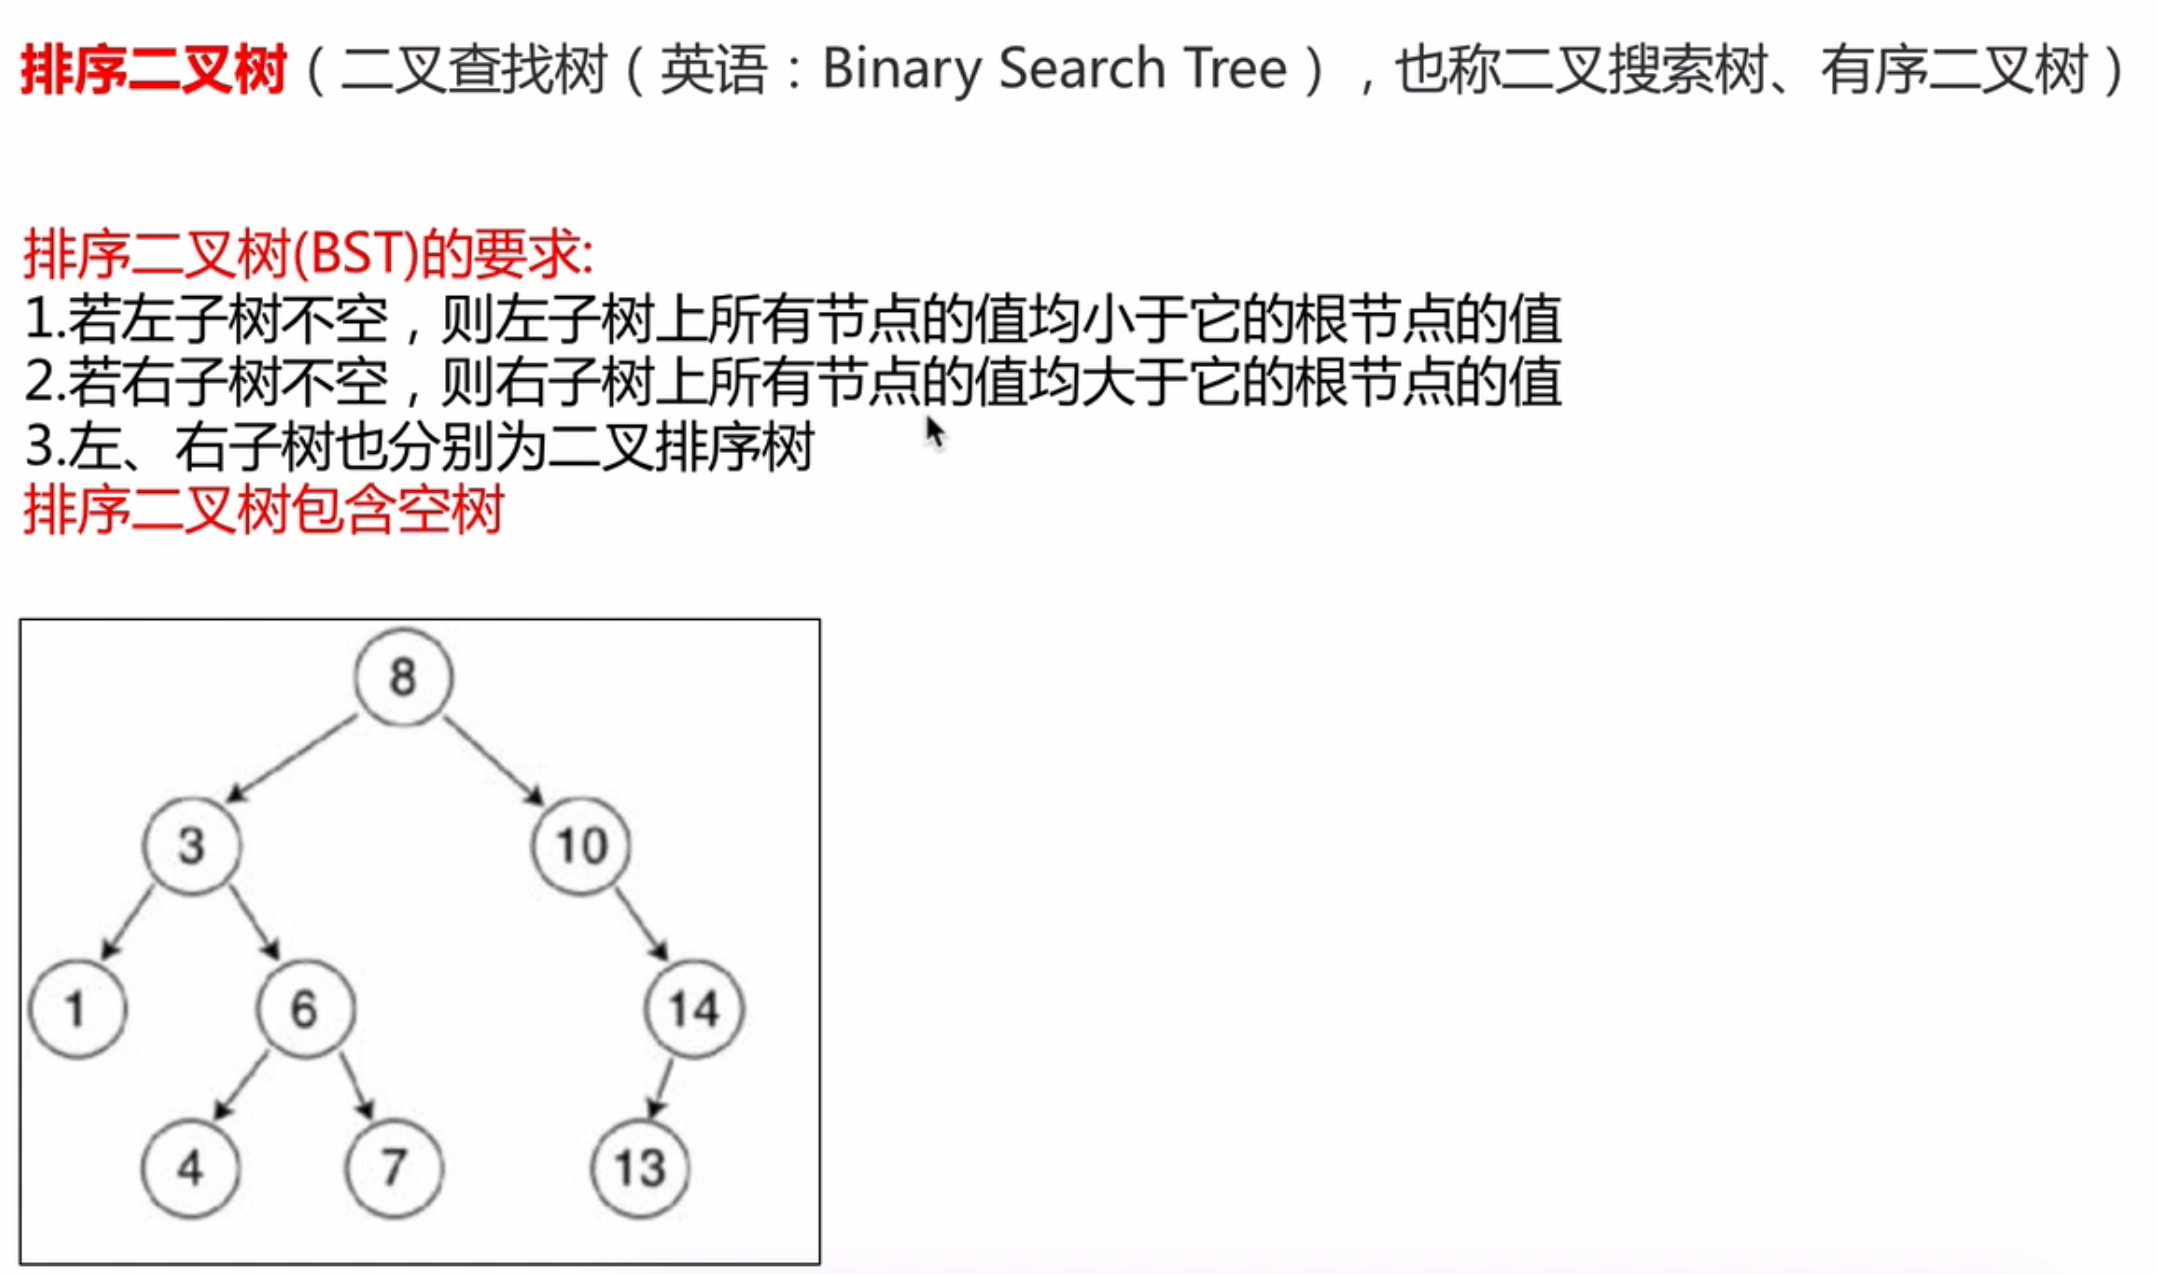 排序二叉树（二叉查找树（英语：Binary Search Tree），也称二叉搜索树、有序二叉树）
排序二叉树(BST)的要求:
1.若左子树不空，则左子树上所有节点的值均小于它的根节点的值
2.若右子树不空，则右子树上所有节点的值均大于它的根节点的值
3.左、右子树也分别为二叉排序树
排序二叉树包含空树
8
3 10
1 6 14
4 7 13